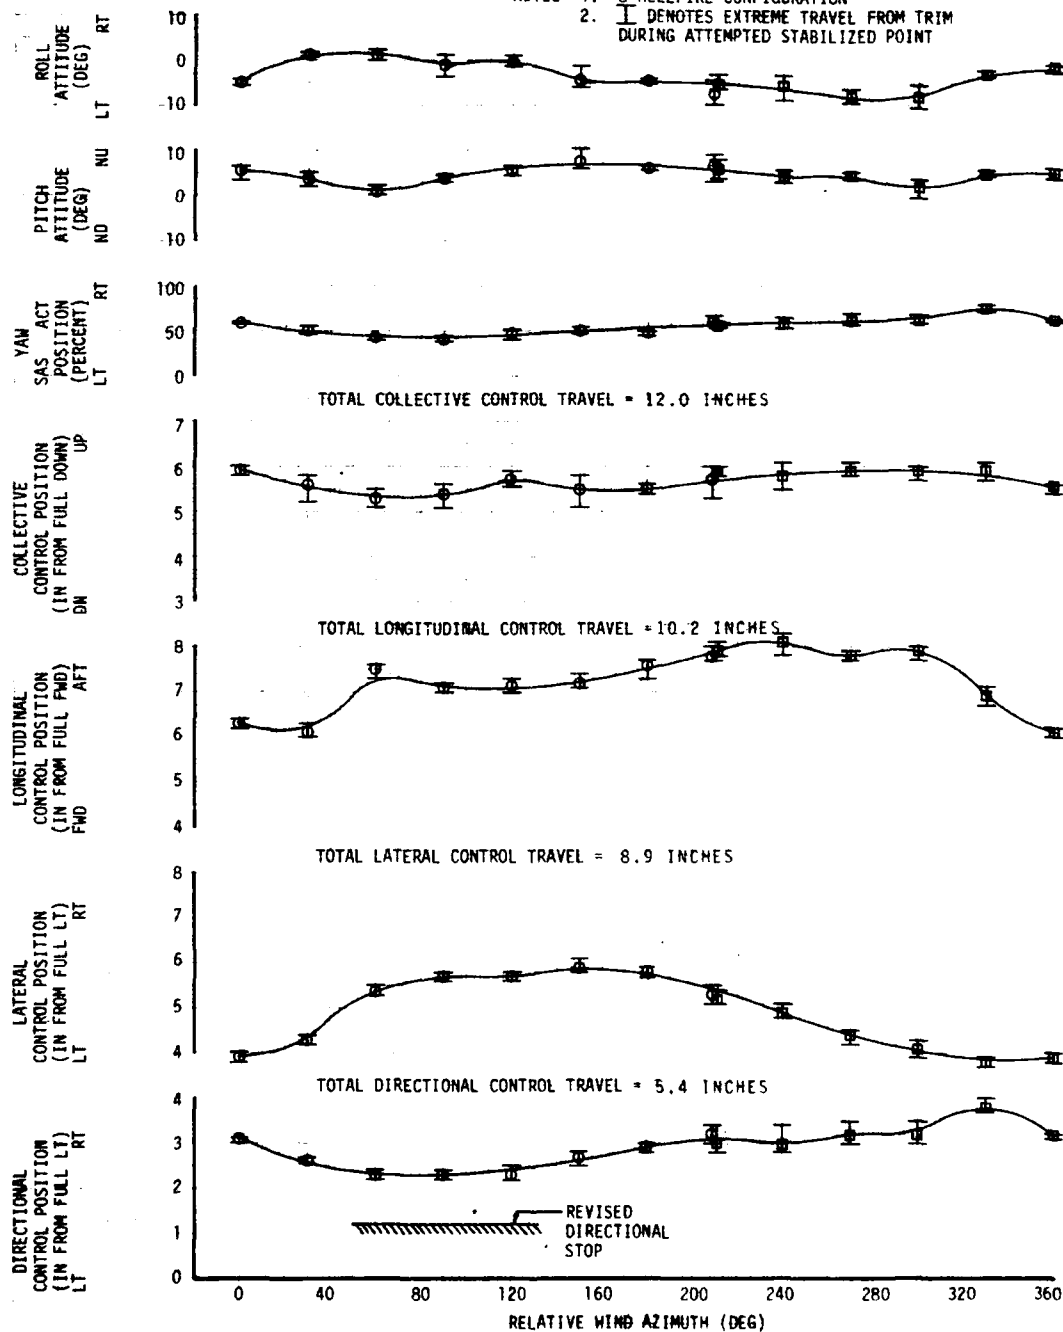 HELLFIRE CONFIGURATION
2. I DENOTES EXTREME TRAVEL FROM TRIM
DURING ATTEMPTED STABILIZED POINT
ROLL
ATTITUDE
(DEG)
LT RT
10
0
-10
PITCH
ATTITUDE
(DEG)
ND NU
10
0
-10
YAW
SAS ACT
POSITION
(PERCENT)
LT RT
100
50
0
TOTAL COLLECTIVE CONTROL TRAVEL = 12.0 INCHES
COLLECTIVE
CONTROL POSITION
(IN FROM FULL DOWN)
DN UP
7
6
5
4
3
TOTAL LONGITUDINAL CONTROL TRAVEL =10.2 INCHES
LONGITUDINAL
CONTROL POSITION
(IN FROM FULL FWD)
FWD AFT
8
7
6
5
4
TOTAL LATERAL CONTROL TRAVEL = 8.9 INCHES
LATERAL
CONTROL POSITION
(IN FROM FULL LT)
LT RT
8
7
6
5
4
TOTAL DIRECTIONAL CONTROL TRAVEL = 5.4 INCHES
DIRECTIONAL
CONTROL POSITION
(IN FROM FULL LT)
LT RT
4
3
2
1
0
REVISED
DIRECTIONAL
STOP
0 40 80 120 160 200 240 280 320 360
RELATIVE WIND AZIMUTH (DEG)